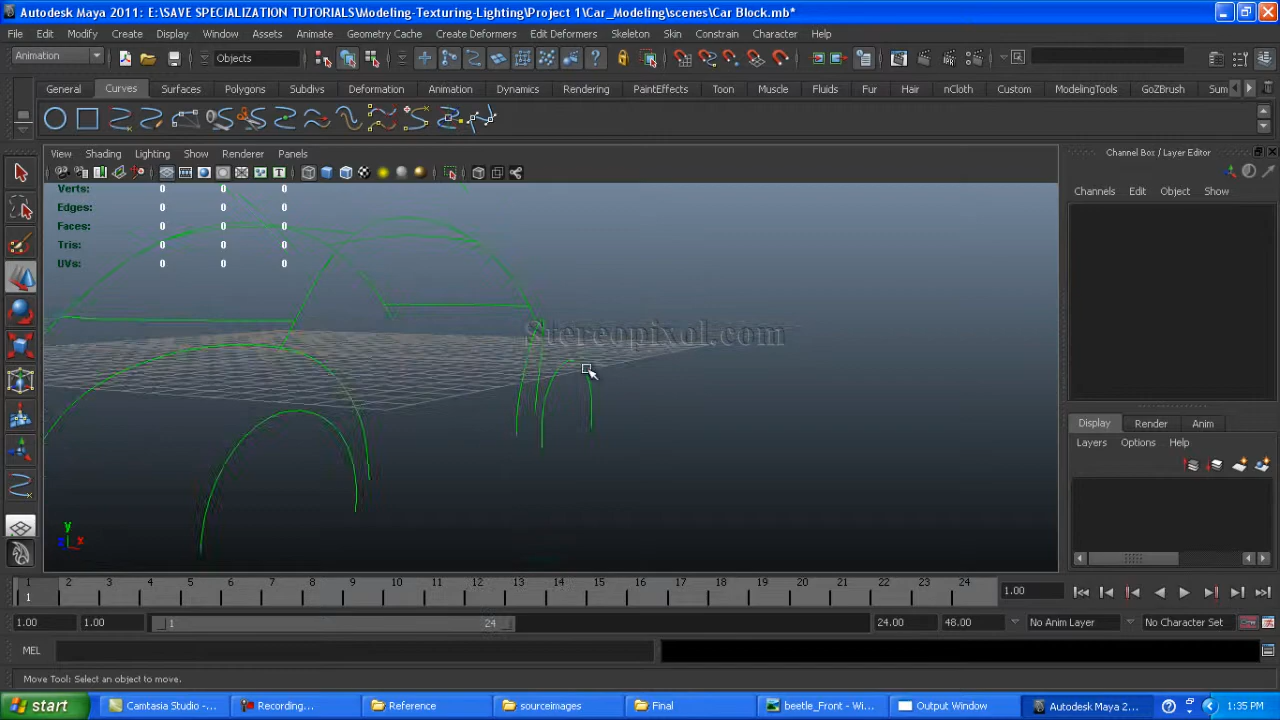 Autodesk Maya 2011: E:\SAVE SPECIALIZATION TUTORIALS\Modeling-Texturing-Lighting\Project 1\Car_Modeling\scenes\Car Block.mb*
File Edit Modify Create Display Window Assets Animate Geometry Cache Create Deformers Edit Deformers Skeleton Skin Constrain Character Help
Animation Objects
General Curves Surfaces Polygons Subdivs Deformation Animation Dynamics Rendering PaintEffects Toon Muscle Fluids Fur Hair nCloth Custom ModelingTools GoZBrush Sum
View Shading Lighting Show Renderer Panels
Channel Box / Layer Editor
Channels Edit Object Show
Verts: 0 0 0
Edges: 0 0 0
Faces: 0 0 0
Tris: 0 0 0
UVs: 0 0 0
Stereopixol.com
Display Render Anim
Layers Options Help
y
z x
1 2 3 4 5 6 7 8 9 10 11 12 13 14 15 16 17 18 19 20 21 22 23 24
1 1.00
1.00 1.00 1 24 24.00 48.00 No Anim Layer No Character Set
MEL
Move Tool: Select an object to move.
start Camtasia Studio -... Recording... Reference sourceimages Final beetle_Front - Wi... Output Window Autodesk Maya 2... 1:35 PM